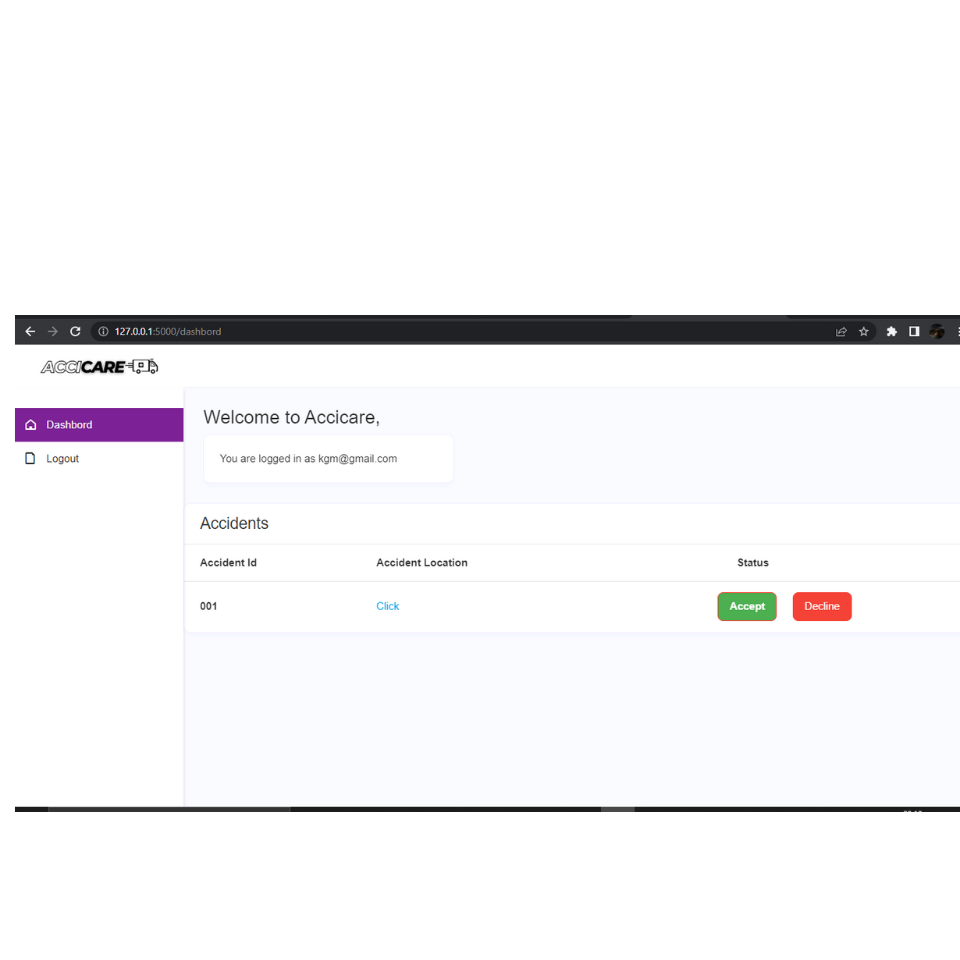 127.0.0.1:5000/dashbord
ACCICARE
Dashbord
Logout
Welcome to Accicare,
You are logged in as kgm@gmail.com
Accidents
Accident Id Accident Location Status
001 Click Accept Decline